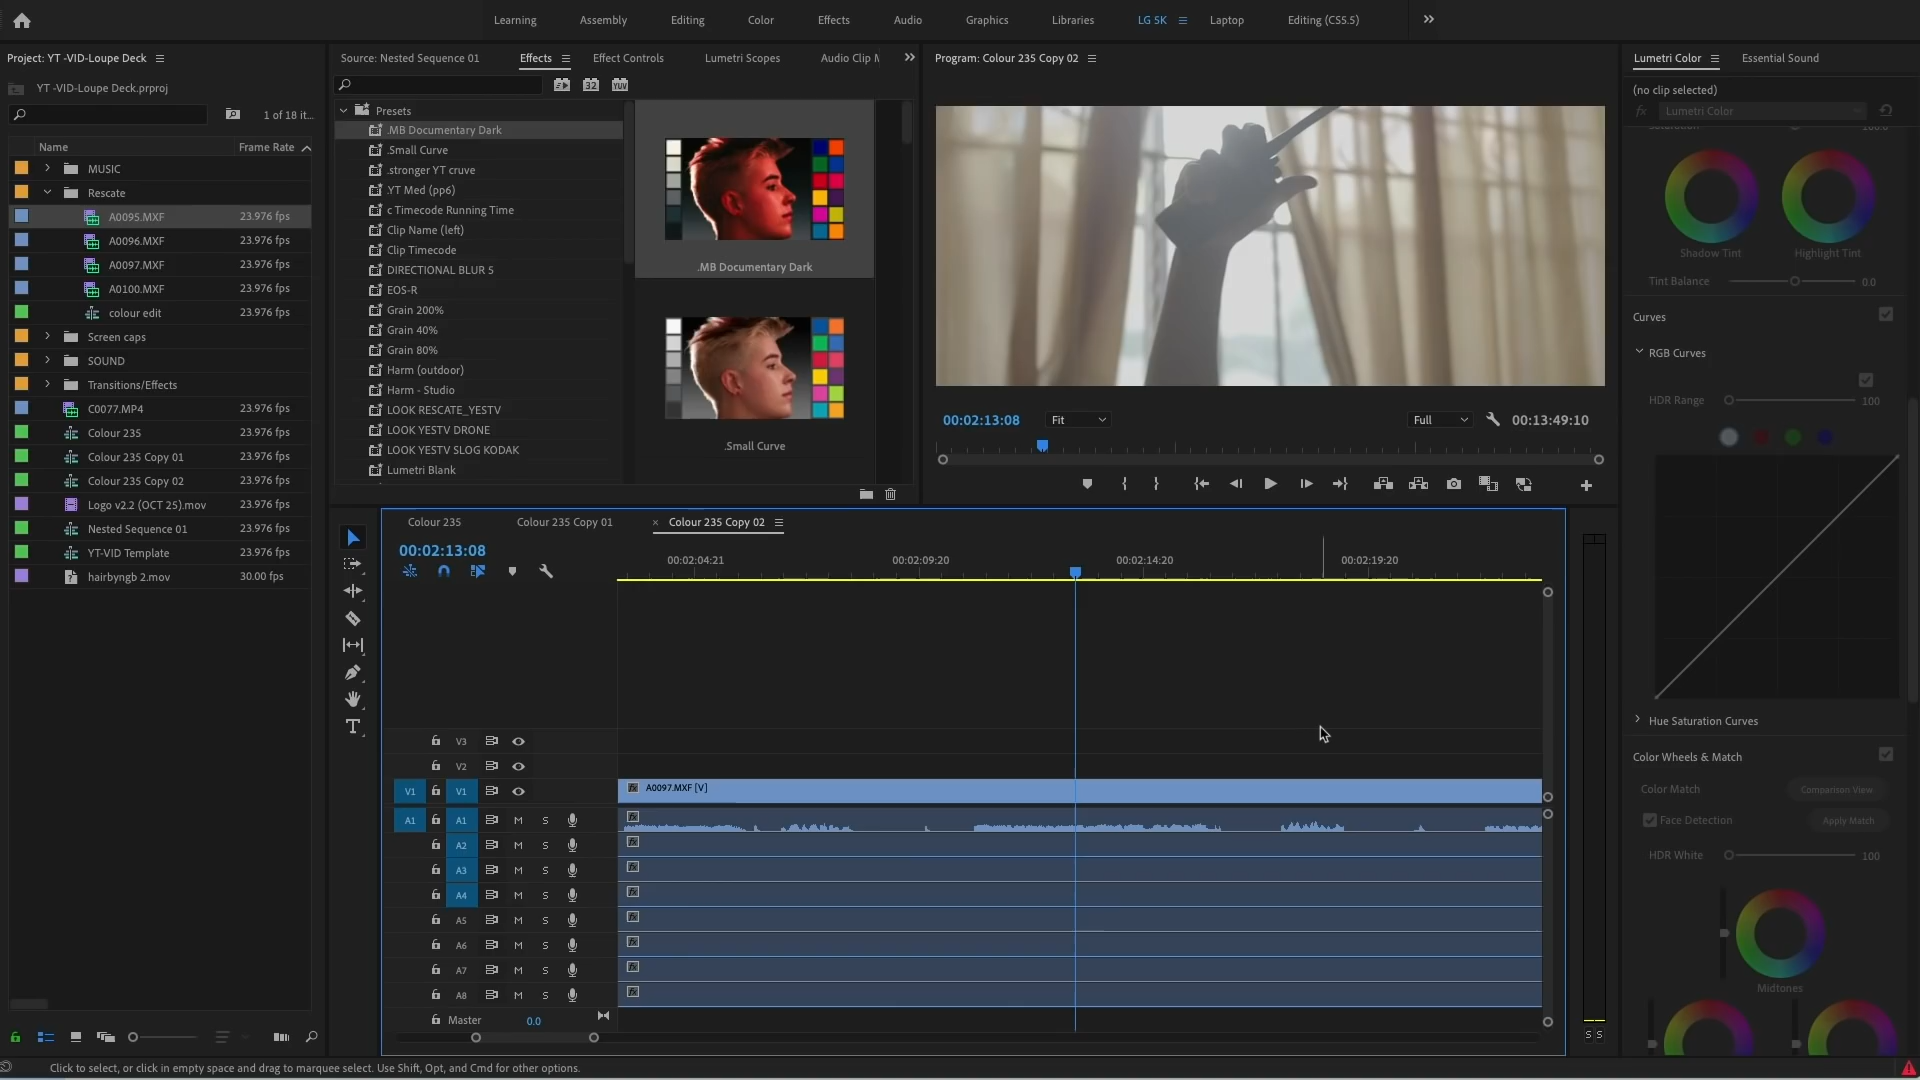 Learning
Assembly
Editing
Color
Effects
Audio
Graphics
Libraries
LG 5K
Laptop
Editing (CS5.5)
Project: YT -VID-Loupe Deck
YT -VID-Loupe Deck.prproj
1 of 18 it...
Name
Frame Rate
MUSIC
Rescate
A0095.MXF 23.976 fps
A0096.MXF 23.976 fps
A0097.MXF 23.976 fps
A0100.MXF 23.976 fps
colour edit 23.976 fps
Screen caps
SOUND
Transitions/Effects
C0077.MP4 23.976 fps
Colour 235 23.976 fps
Colour 235 Copy 01 23.976 fps
Colour 235 Copy 02 23.976 fps
Logo v2.2 (OCT 25).mov 23.976 fps
Nested Sequence 01 23.976 fps
YT-VID Template 23.976 fps
hairbyngb 2.mov 30.00 fps
Source: Nested Sequence 01
Effects
Effect Controls
Lumetri Scopes
Audio Clip M
32
YUV
Presets
.MB Documentary Dark
.Small Curve
.stronger YT cruve
.YT Med (pp6)
c Timecode Running Time
Clip Name (left)
Clip Timecode
DIRECTIONAL BLUR 5
EOS-R
Grain 200%
Grain 40%
Grain 80%
Harm (outdoor)
Harm - Studio
LOOK RESCATE_YESTV
LOOK YESTV DRONE
LOOK YESTV SLOG KODAK
Lumetri Blank
.MB Documentary Dark
.Small Curve
Program: Colour 235 Copy 02
00:02:13:08
Fit
Full
00:13:49:10
Colour 235
Colour 235 Copy 01
× Colour 235 Copy 02
00:02:13:08
00:02:04:21
00:02:09:20
00:02:14:20
00:02:19:20
V3
V2
V1 V1
A0097.MXF [V]
A1 A1 M S
A2 M S
A3 M S
A4 M S
A5 M S
A6 M S
A7 M S
A8 M S
Master 0.0
S S
Lumetri Color
Essential Sound
(no clip selected)
fx Lumetri Color
Saturation 100.0
Shadow Tint
Highlight Tint
Tint Balance 0.0
Curves
RGB Curves
HDR Range 100
Hue Saturation Curves
Color Wheels & Match
Color Match
Comparison View
Face Detection
Apply Match
HDR White 100
Midtones
Click to select, or click in empty space and drag to marquee select. Use Shift, Opt, and Cmd for other options.